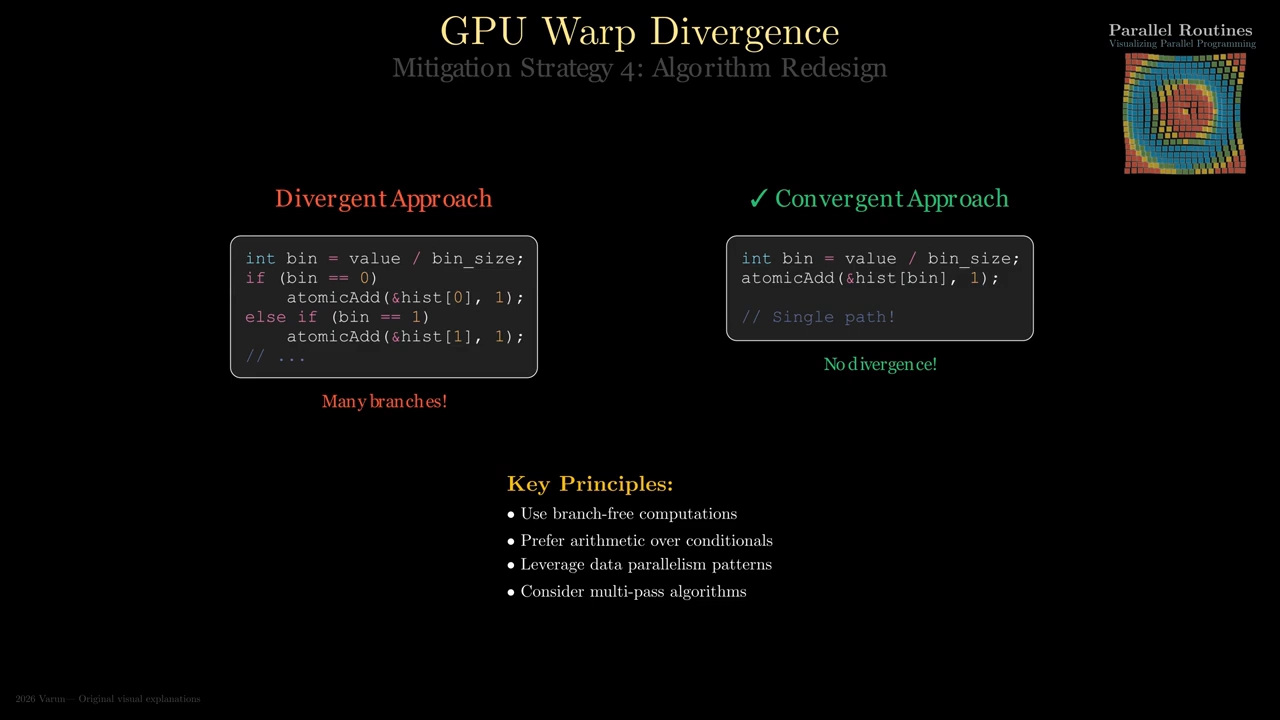 GPU Warp Divergence
Mitigation Strategy 4: Algorithm Redesign
Parallel Routines
Visualizing Parallel Programming
Divergent Approach
int bin = value / bin_size;
if (bin == 0)
    atomicAdd(&hist[0], 1);
else if (bin == 1)
    atomicAdd(&hist[1], 1);
// ...
Many branches!
✓ Convergent Approach
int bin = value / bin_size;
atomicAdd(&hist[bin], 1);
// Single path!
No divergence!
Key Principles:
• Use branch-free computations
• Prefer arithmetic over conditionals
• Leverage data parallelism patterns
• Consider multi-pass algorithms
2026 Varun — Original visual explanations